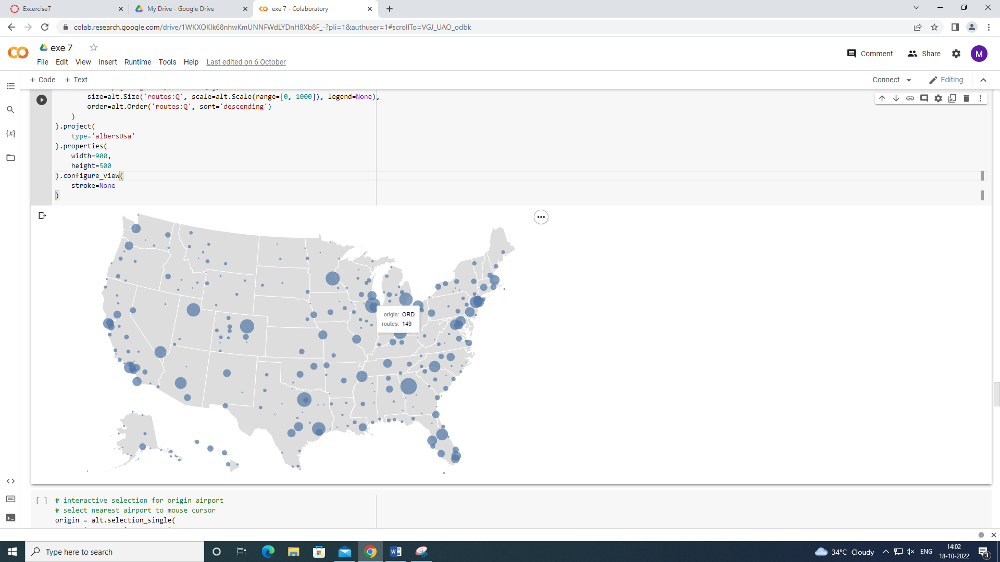 Excercise7
My Drive - Google Drive
exe 7 - Colaboratory
colab.research.google.com/drive/1WKXOKlk68nhwKmUNNFWdLYDnH8Xb8F_-?pli=1&authuser=1#scrollTo=VGJ_UAO_odbk
exe 7
Comment
Share
M
File Edit View Insert Runtime Tools Help Last edited on 6 October
+ Code + Text
Connect
Editing
size=alt.Size('routes:Q', scale=alt.Scale(range=[0, 1000]), legend=None),
order=alt.Order('routes:Q', sort='descending')
)
).project(
type='albersUsa'
).properties(
width=900,
height=500
).configure_view(
stroke=None
)
origin: ORD
routes: 149
[ ] # interactive selection for origin airport
# select nearest airport to mouse cursor
origin = alt.selection_single(
Type here to search
34°C Cloudy
ENG
14:02
18-10-2022
3